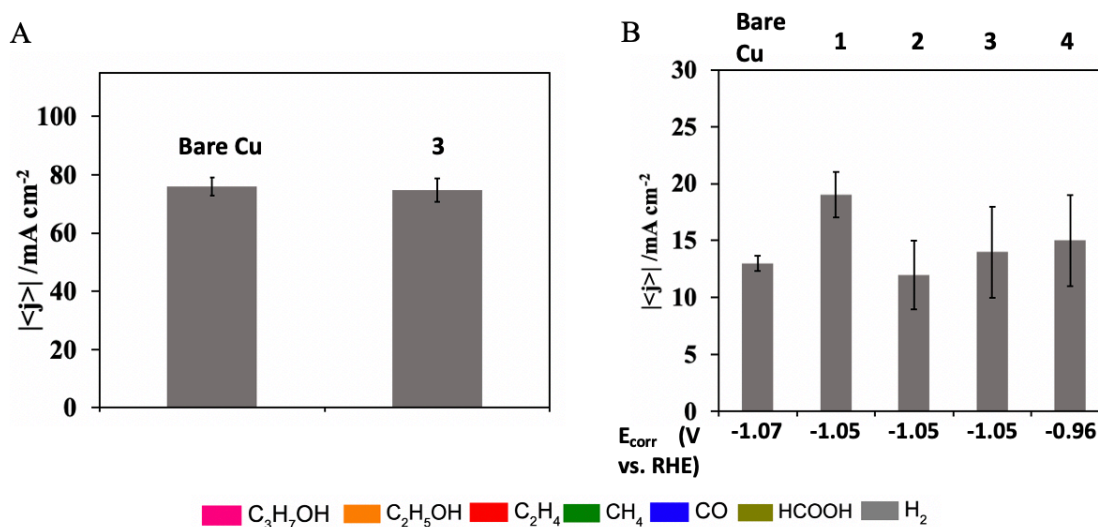 A
|<j>| /mA cm-2
100
80
60
40
20
0
Bare Cu 3
B
Bare Cu 1 2 3 4
|<j>| /mA cm-2
30
25
20
15
10
5
0
Ecorr (V vs. RHE) -1.07 -1.05 -1.05 -1.05 -0.96
C3H7OH C2H5OH C2H4 CH4 CO HCOOH H2